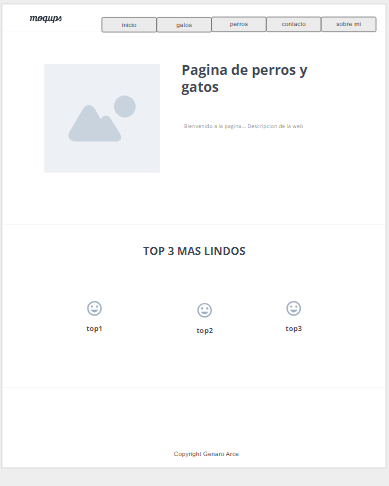 moqups
inicio
gatos
perros
contacto
sobre mi
Pagina de perros y
gatos
Bienvenido a la pagina... Descripcion de la web
TOP 3 MAS LINDOS
top1
top2
top3
Copyright Genaro Arce